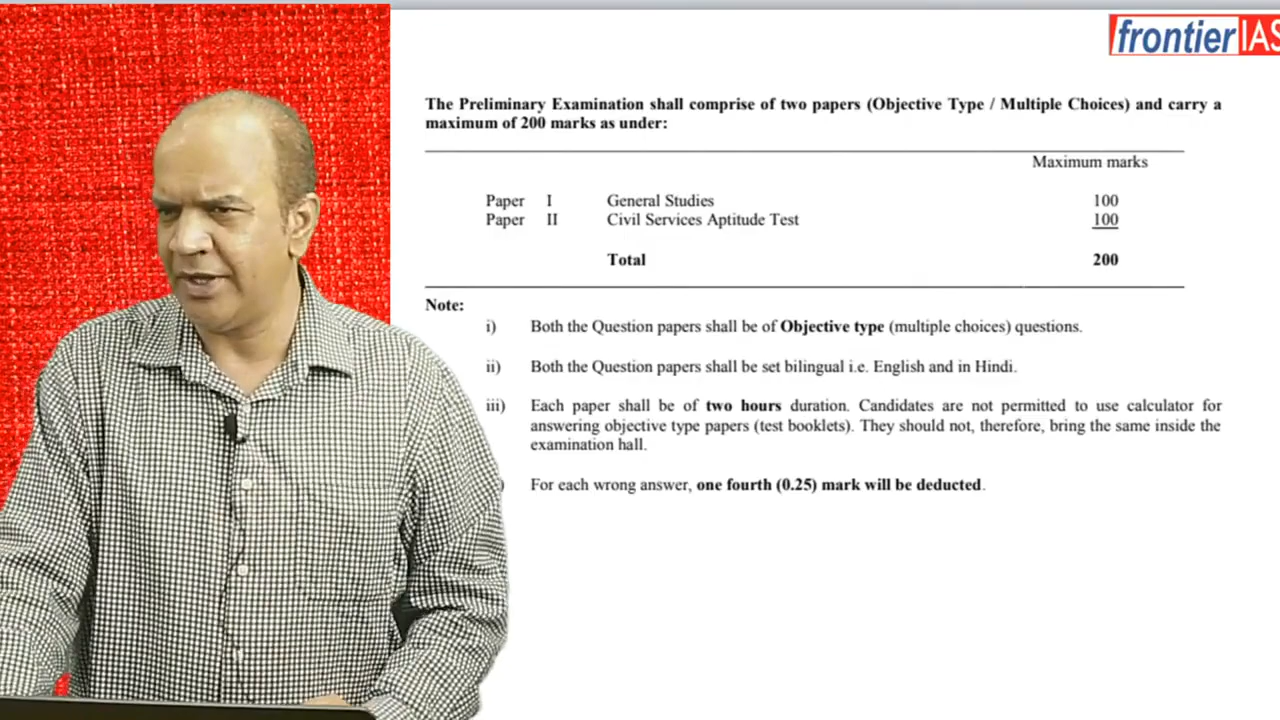 frontier IAS
The Preliminary Examination shall comprise of two papers (Objective Type / Multiple Choices) and carry a
maximum of 200 marks as under:
Maximum marks
Paper I General Studies 100
Paper II Civil Services Aptitude Test 100
Total 200
Note:
i) Both the Question papers shall be of Objective type (multiple choices) questions.
ii) Both the Question papers shall be set bilingual i.e. English and in Hindi.
iii) Each paper shall be of two hours duration. Candidates are not permitted to use calculator for
answering objective type papers (test booklets). They should not, therefore, bring the same inside the
examination hall.
) For each wrong answer, one fourth (0.25) mark will be deducted.